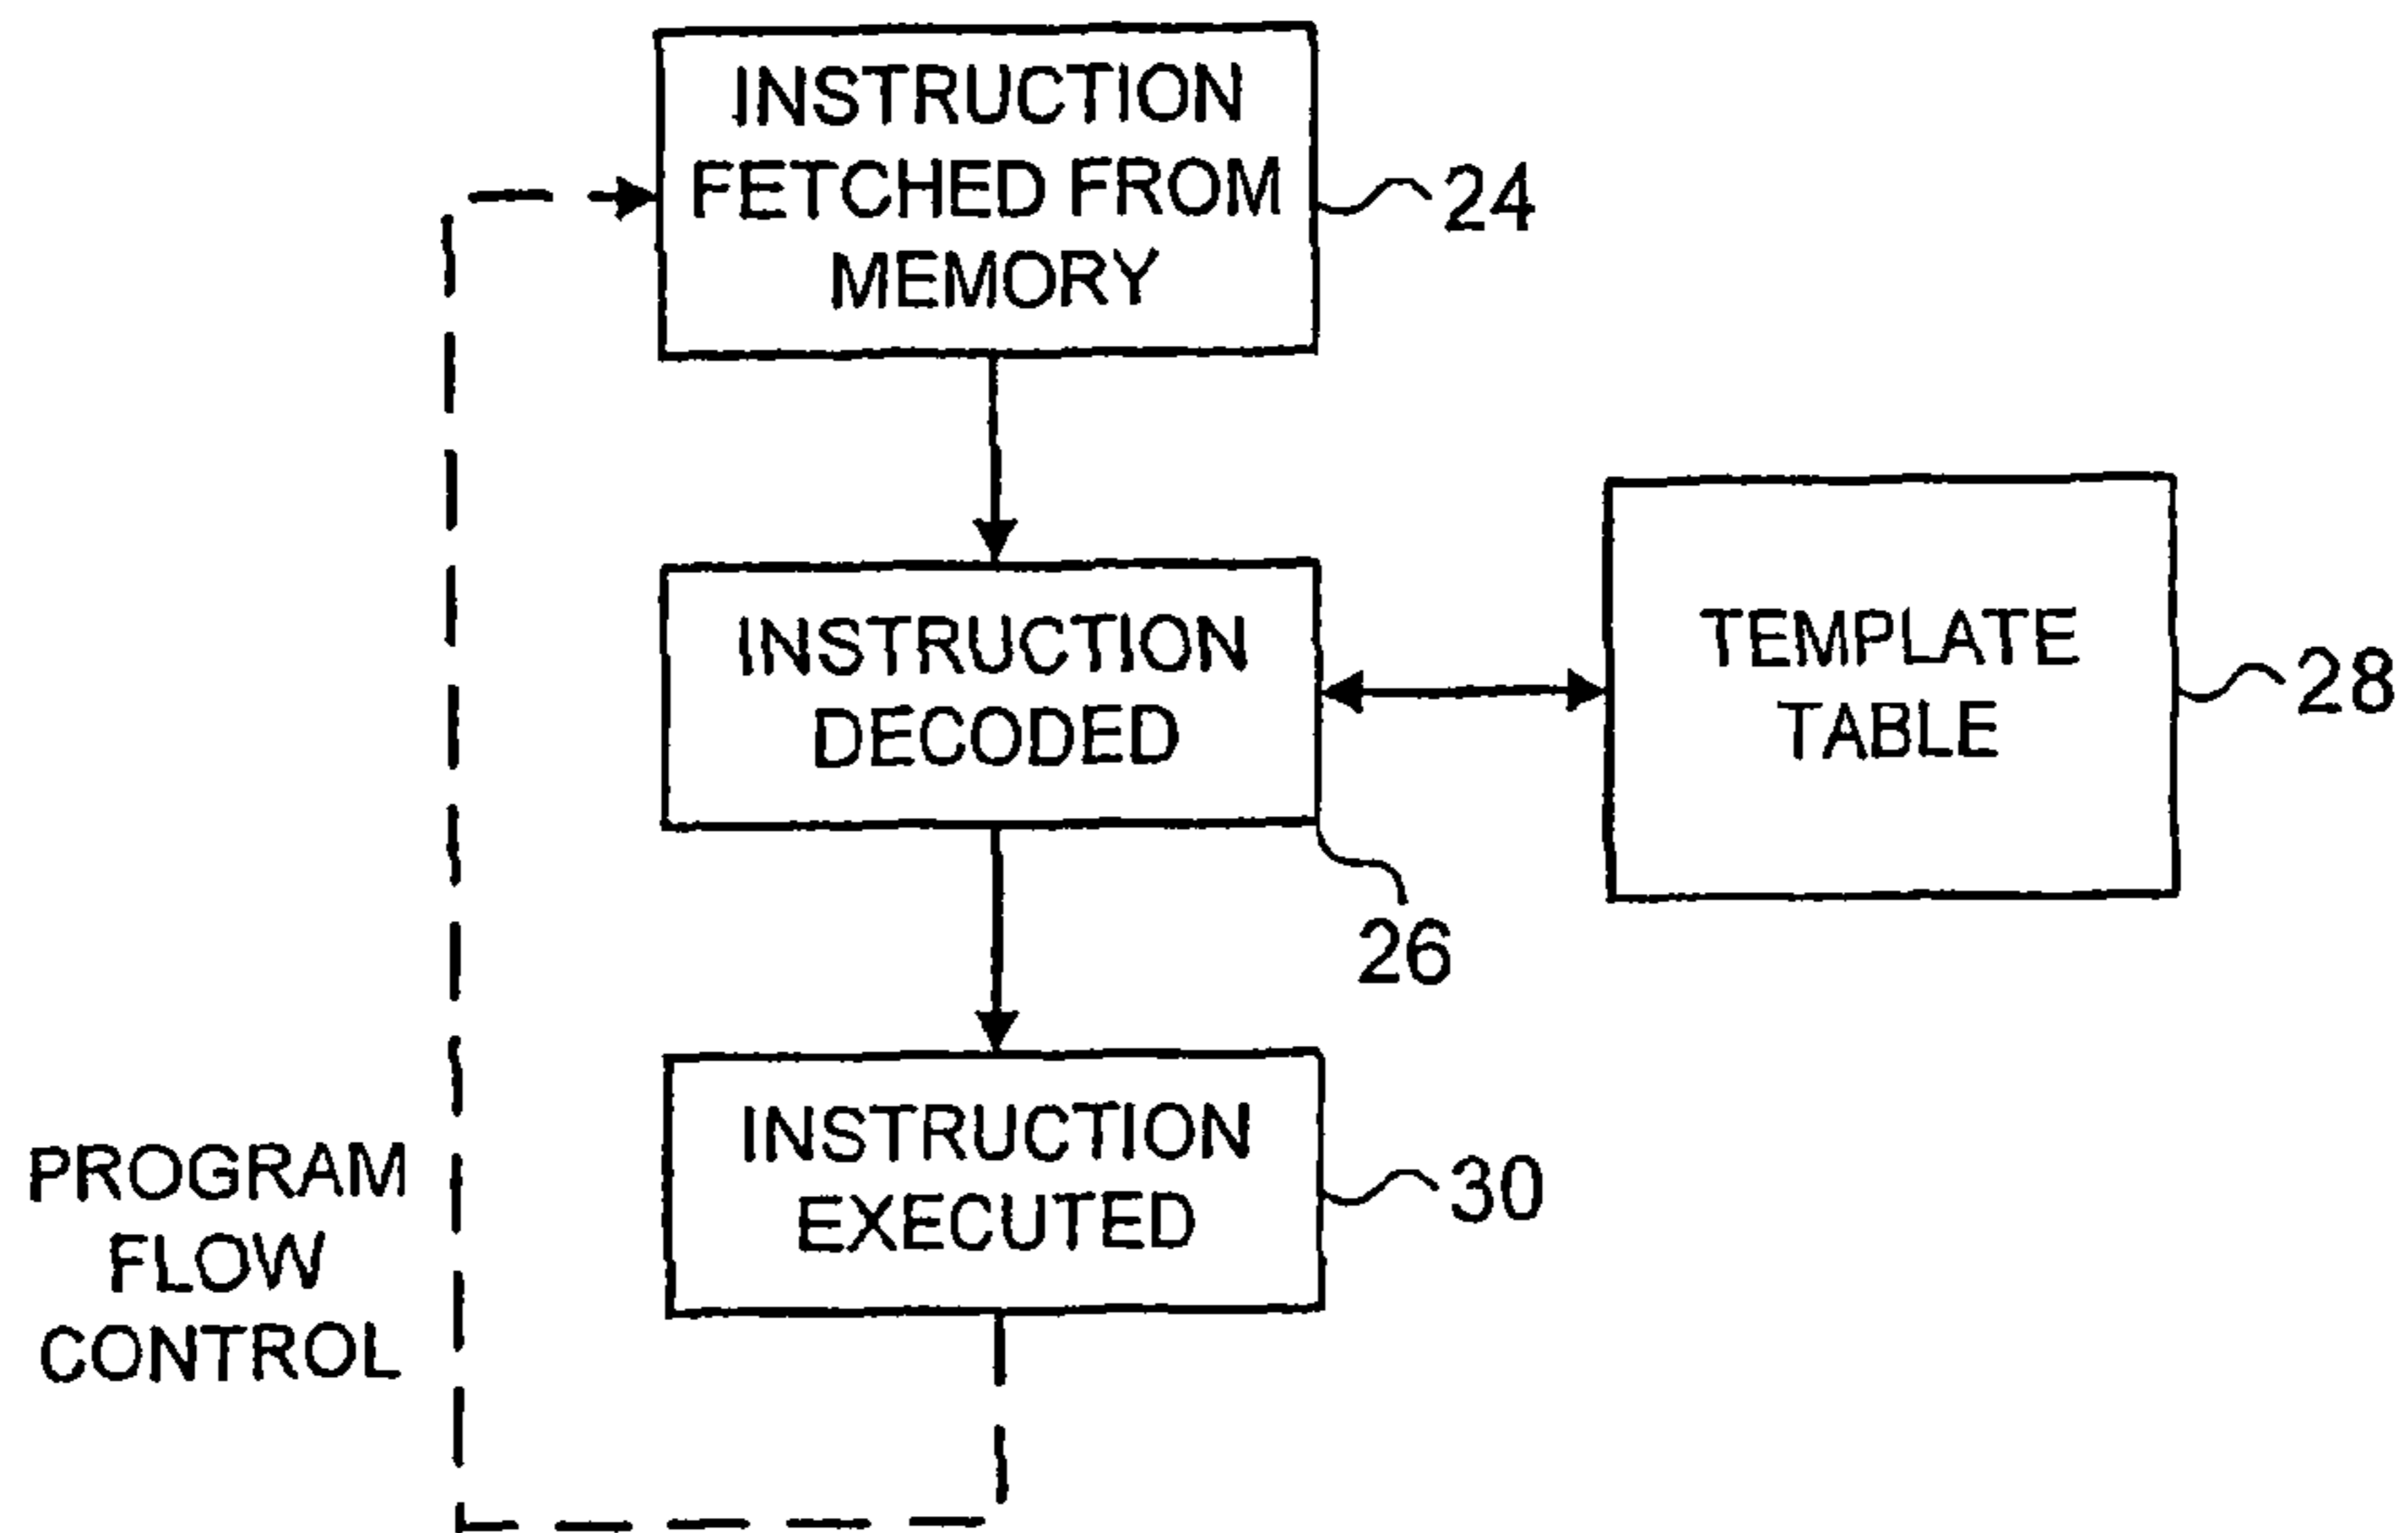 INSTRUCTION
FETCHED FROM
MEMORY
24
INSTRUCTION
DECODED
26
TEMPLATE
TABLE
28
INSTRUCTION
EXECUTED
30
PROGRAM
FLOW
CONTROL